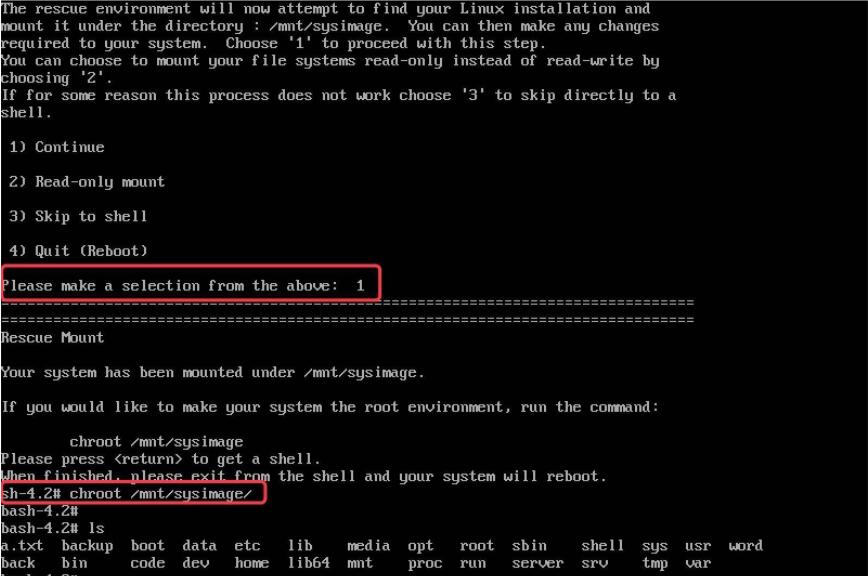 The rescue environment will now attempt to find your Linux installation and
mount it under the directory : /mnt/sysimage.  You can then make any changes
required to your system.  Choose '1' to proceed with this step.
You can choose to mount your file systems read-only instead of read-write by
choosing '2'.
If for some reason this process does not work choose '3' to skip directly to a
shell.
1) Continue
2) Read-only mount
3) Skip to shell
4) Quit (Reboot)
Please make a selection from the above:  1
================================================================================
================================================================================
Rescue Mount
Your system has been mounted under /mnt/sysimage.
If you would like to make your system the root environment, run the command:
chroot /mnt/sysimage
Please press <return> to get a shell.
When finished, please exit from the shell and your system will reboot.
sh-4.2# chroot /mnt/sysimage/
bash-4.2#
bash-4.2# ls
a.txt  backup  boot  data  etc   lib    media  opt   root  sbin    shell  sys  usr  word
back   bin     code  dev   home  lib64  mnt    proc  run   server  srv    tmp  var